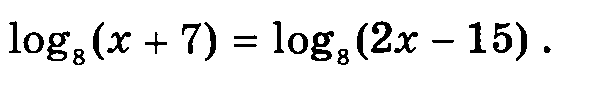 log₈(x + 7) = log₈(2x − 15) .